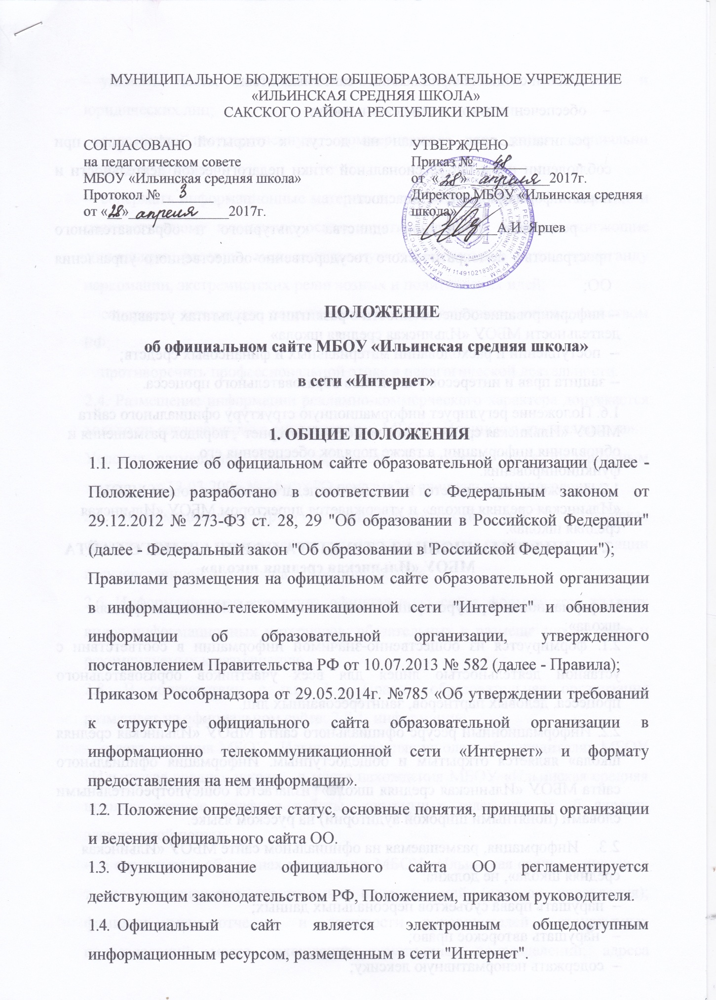 МУНИЦИПАЛЬНОЕ БЮДЖЕТНОЕ ОБЩЕОБРАЗОВАТЕЛЬНОЕ УЧРЕЖДЕНИЕ
«ИЛЬИНСКАЯ СРЕДНЯЯ ШКОЛА»
САКСКОГО РАЙОНА РЕСПУБЛИКИ КРЫМ
СОГЛАСОВАНО
на педагогическом совете
МБОУ «Ильинская средняя школа»
Протокол № 3
от «28» апреля 2017г.
УТВЕРЖДЕНО
Приказ № 48
от «28» апреля 2017г.
Директор МБОУ «Ильинская средняя
школа»
А.И. Ярцев
ОГРН 1149102183031
ПОЛОЖЕНИЕ
об официальном сайте МБОУ «Ильинская средняя школа»
в сети «Интернет»
1. ОБЩИЕ ПОЛОЖЕНИЯ
1.1. Положение об официальном сайте образовательной организации (далее -
Положение) разработано в соответствии с Федеральным законом от
29.12.2012 № 273-ФЗ ст. 28, 29 "Об образовании в Российской Федерации"
(далее - Федеральный закон "Об образовании в Российской Федерации");
Правилами размещения на официальном сайте образовательной организации
в информационно-телекоммуникационной сети "Интернет" и обновления
информации об образовательной организации, утвержденного
постановлением Правительства РФ от 10.07.2013 № 582 (далее - Правила);
Приказом Рособрнадзора от 29.05.2014г. №785 «Об утверждении требований
к структуре официального сайта образовательной организации в
информационно телекоммуникационной сети «Интернет» и формату
предоставления на нем информации».
1.2. Положение определяет статус, основные понятия, принципы организации
и ведения официального сайта ОО.
1.3. Функционирование официального сайта ОО регламентируется
действующим законодательством РФ, Положением, приказом руководителя.
1.4. Официальный сайт является электронным общедоступным
информационным ресурсом, размещенным в сети "Интернет".